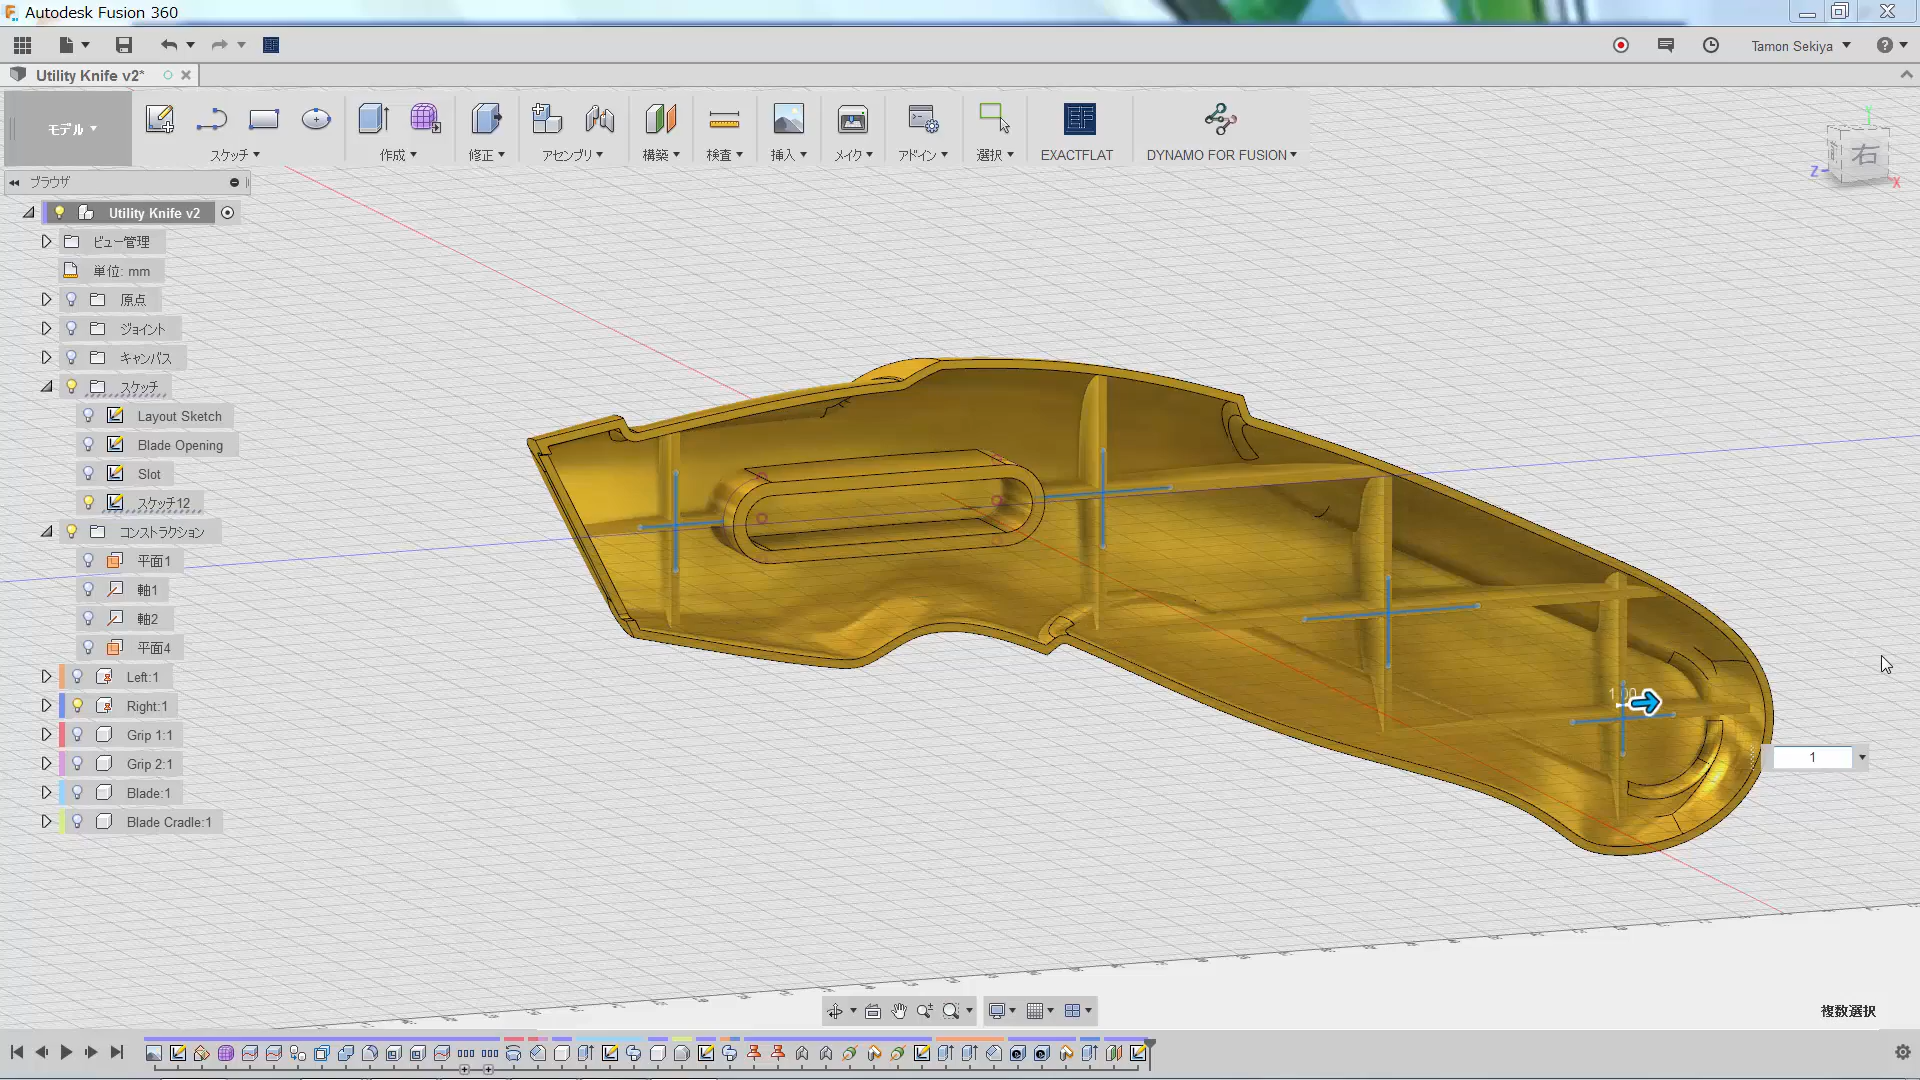 Autodesk Fusion 360
Tamon Sekiya
Utility Knife v2*
モデル
スケッチ
作成
修正
アセンブリ
構築
検査
挿入
メイク
アドイン
選択
EXACTFLAT
DYNAMO FOR FUSION
ブラウザ
Utility Knife v2
ビュー管理
単位: mm
原点
ジョイント
キャンバス
スケッチ
Layout Sketch
Blade Opening
Slot
スケッチ12
コンストラクション
平面1
軸1
軸2
平面4
Left:1
Right:1
Grip 1:1
Grip 2:1
Blade:1
Blade Cradle:1
Y
右
Z
X
1.00
1
複数選択